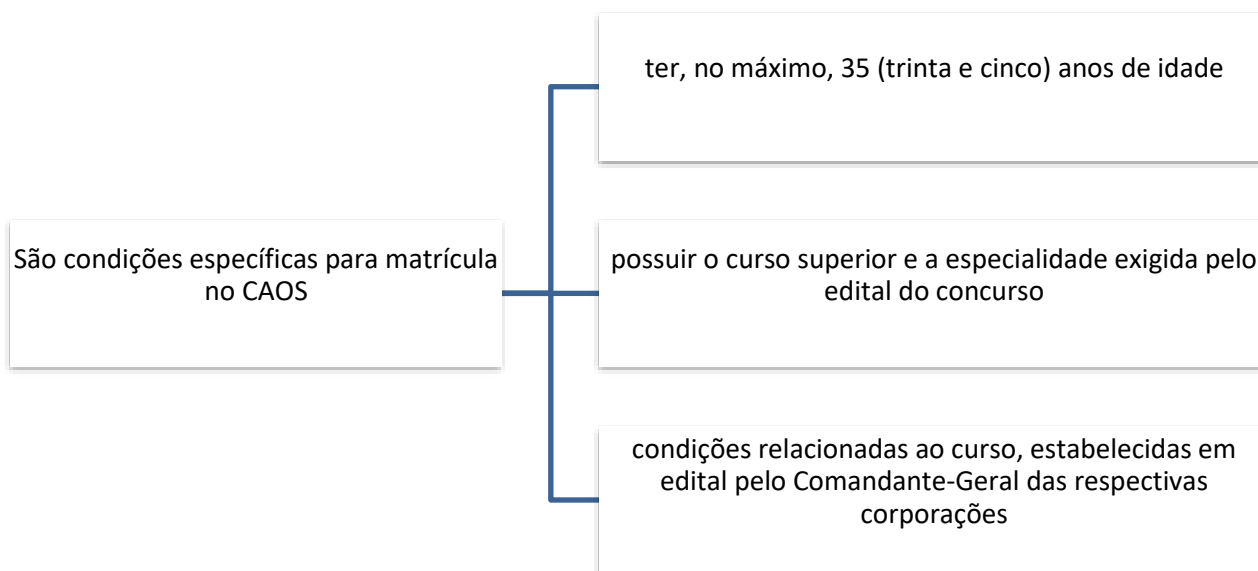 São condições específicas para matrícula
no CAOS
ter, no máximo, 35 (trinta e cinco) anos de idade
possuir o curso superior e a especialidade exigida pelo
edital do concurso
condições relacionadas ao curso, estabelecidas em
edital pelo Comandante-Geral das respectivas
corporações